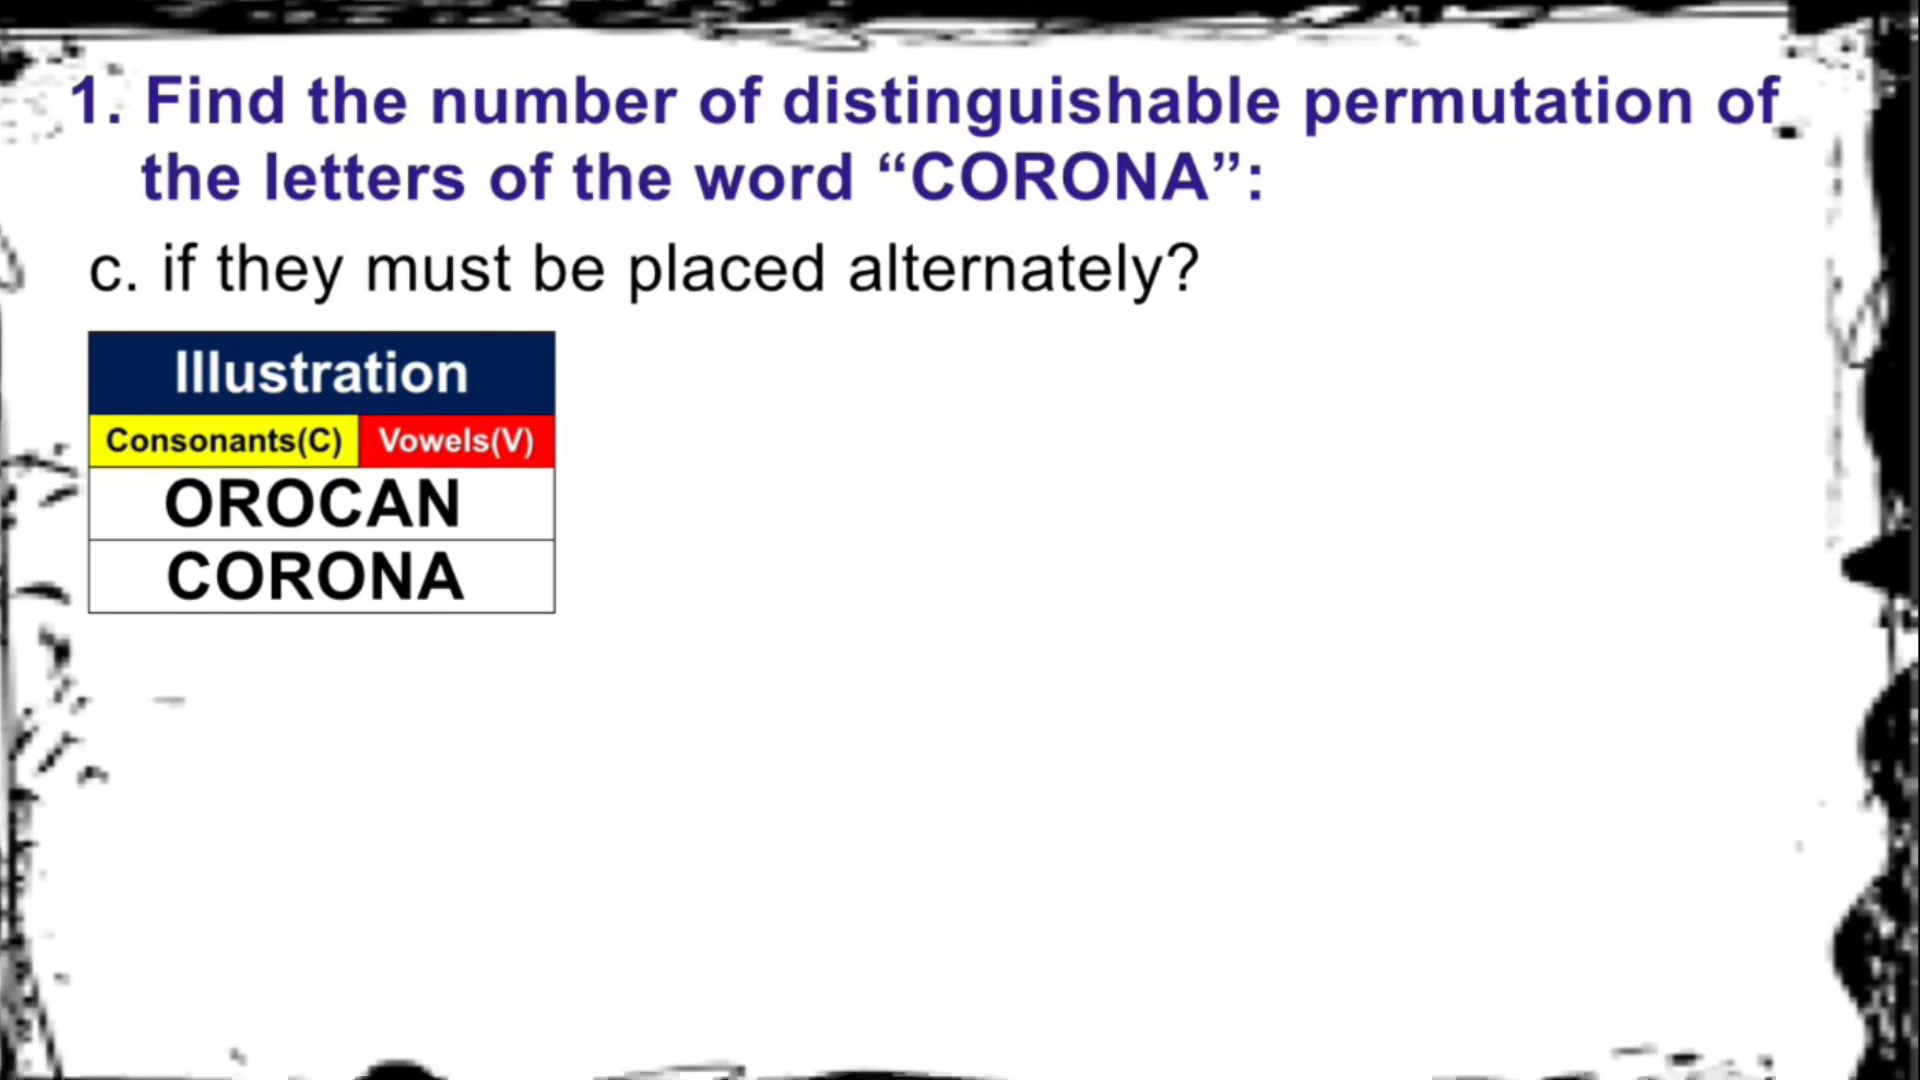 1. Find the number of distinguishable permutation of
the letters of the word “CORONA”:
c. if they must be placed alternately?
Illustration
Consonants(C) Vowels(V)
OROCAN
CORONA